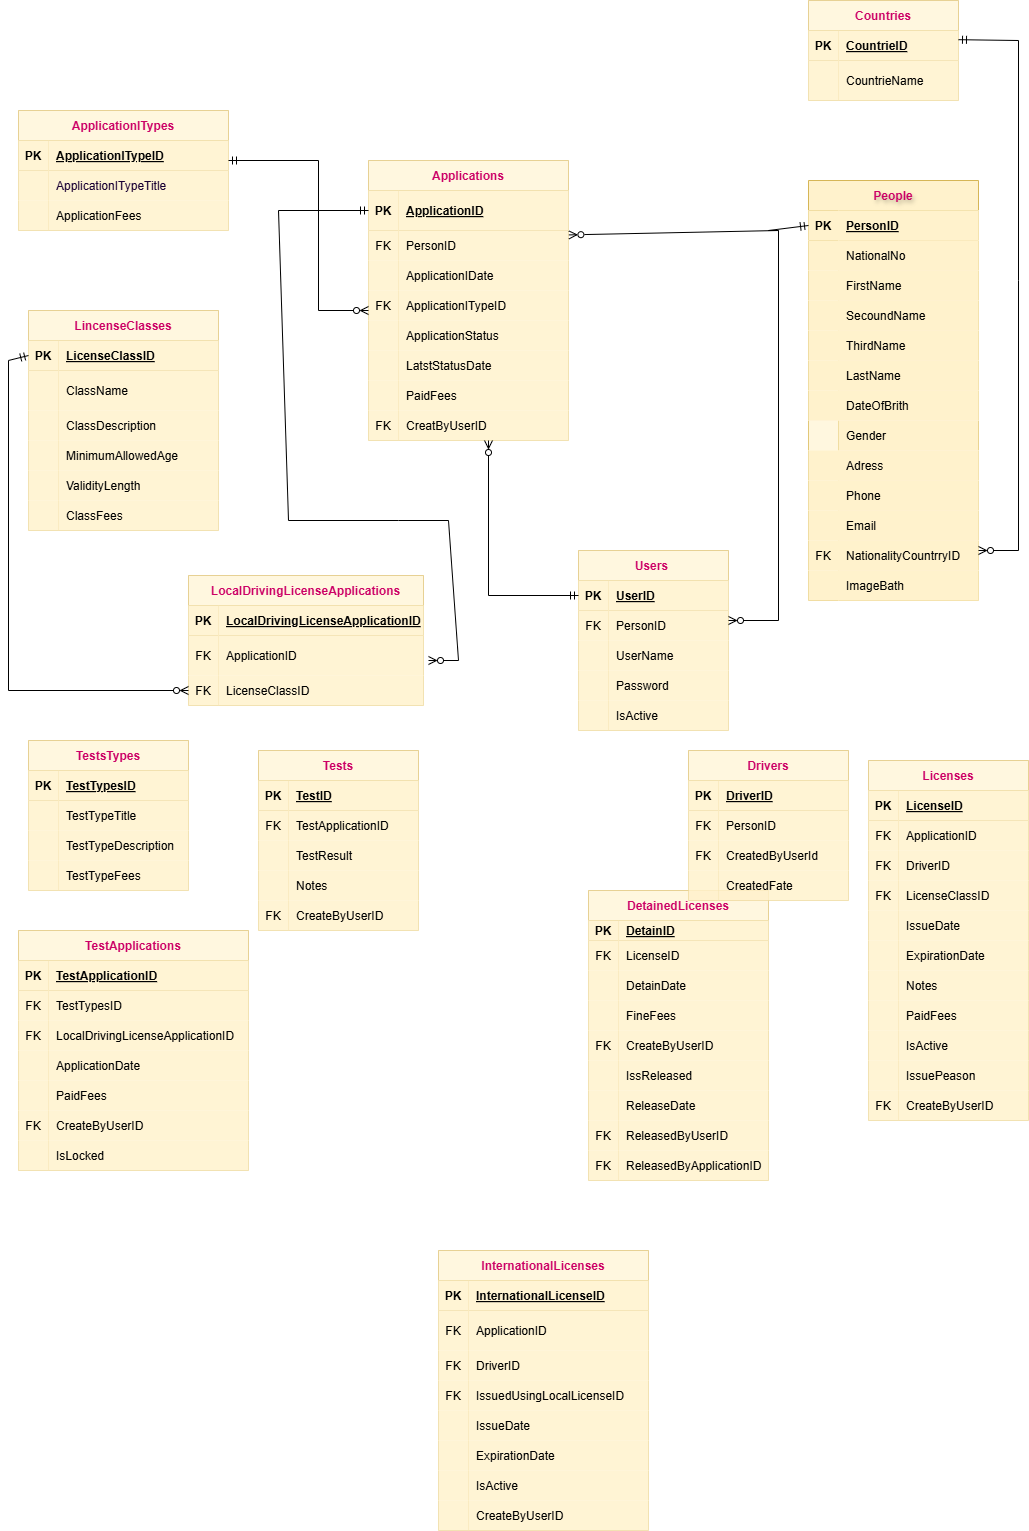 Countries
PK CountrieID
CountrieName
ApplicationITypes
PK ApplicationITypeID
ApplicationITypeTitle
ApplicationFees
Applications
PK ApplicationID
FK PersonID
ApplicationIDate
FK ApplicationITypeID
ApplicationStatus
LatstStatusDate
PaidFees
FK CreatByUserID
People
PK PersonID
NationalNo
FirstName
SecoundName
ThirdName
LastName
DateOfBrith
Gender
Adress
Phone
Email
FK NationalityCountrryID
ImageBath
LincenseClasses
PK LicenseClassID
ClassName
ClassDescription
MinimumAllowedAge
ValidityLength
ClassFees
LocalDrivingLicenseApplications
PK LocalDrivingLicenseApplicationID
FK ApplicationID
FK LicenseClassID
Users
PK UserID
FK PersonID
UserName
Password
IsActive
TestsTypes
PK TestTypesID
TestTypeTitle
TestTypeDescription
TestTypeFees
Tests
PK TestID
FK TestApplicationID
TestResult
Notes
FK CreateByUserID
Drivers
PK DriverID
FK PersonID
FK CreatedByUserId
CreatedFate
Licenses
PK LicenseID
FK ApplicationID
FK DriverID
FK LicenseClassID
IssueDate
ExpirationDate
Notes
PaidFees
IsActive
IssuePeason
FK CreateByUserID
DetainedLicenses
PK DetainID
FK LicenseID
DetainDate
FineFees
FK CreateByUserID
IssReleased
ReleaseDate
FK ReleasedByUserID
FK ReleasedByApplicationID
TestApplications
PK TestApplicationID
FK TestTypesID
FK LocalDrivingLicenseApplicationID
ApplicationDate
PaidFees
FK CreateByUserID
IsLocked
InternationalLicenses
PK InternationalLicenseID
FK ApplicationID
FK DriverID
FK IssuedUsingLocalLicenseID
IssueDate
ExpirationDate
IsActive
CreateByUserID